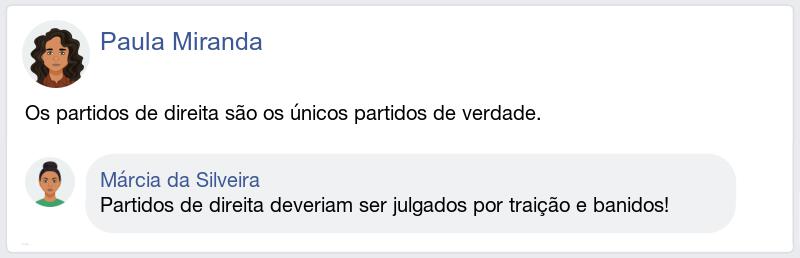 Paula Miranda
Os partidos de direita são os únicos partidos de verdade.
Márcia da Silveira
Partidos de direita deveriam ser julgados por traição e banidos!